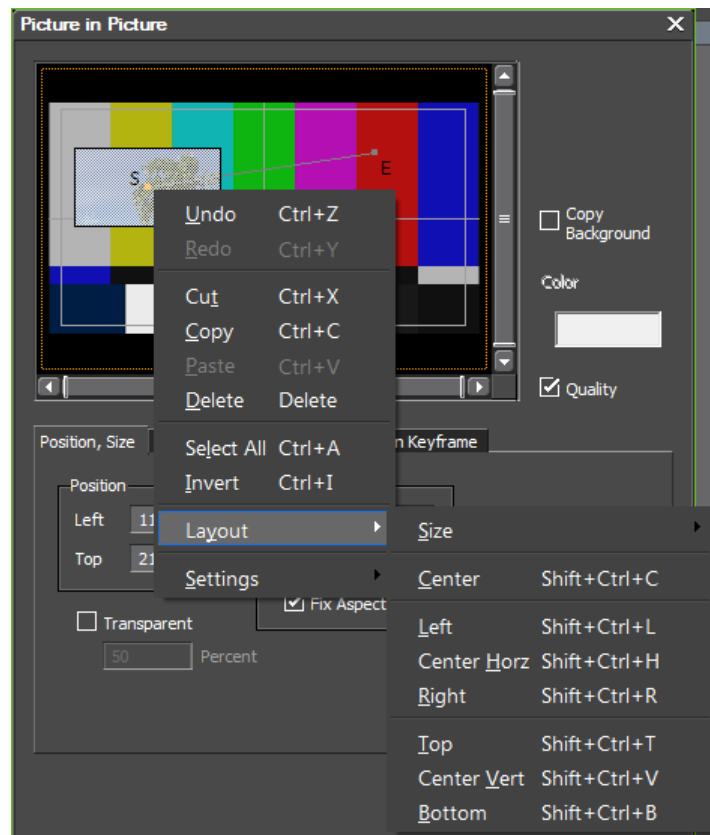 Picture in Picture
S
E
Copy
Background
Color
Quality
Undo Ctrl+Z
Redo Ctrl+Y
Cut Ctrl+X
Copy Ctrl+C
Paste Ctrl+V
Delete Delete
Select All Ctrl+A
Invert Ctrl+I
Layout
Settings
Position, Size
n Keyframe
Position
Left 11
Top 21
Fix Aspect
Transparent
50 Percent
Size
Center Shift+Ctrl+C
Left Shift+Ctrl+L
Center Horz Shift+Ctrl+H
Right Shift+Ctrl+R
Top Shift+Ctrl+T
Center Vert Shift+Ctrl+V
Bottom Shift+Ctrl+B